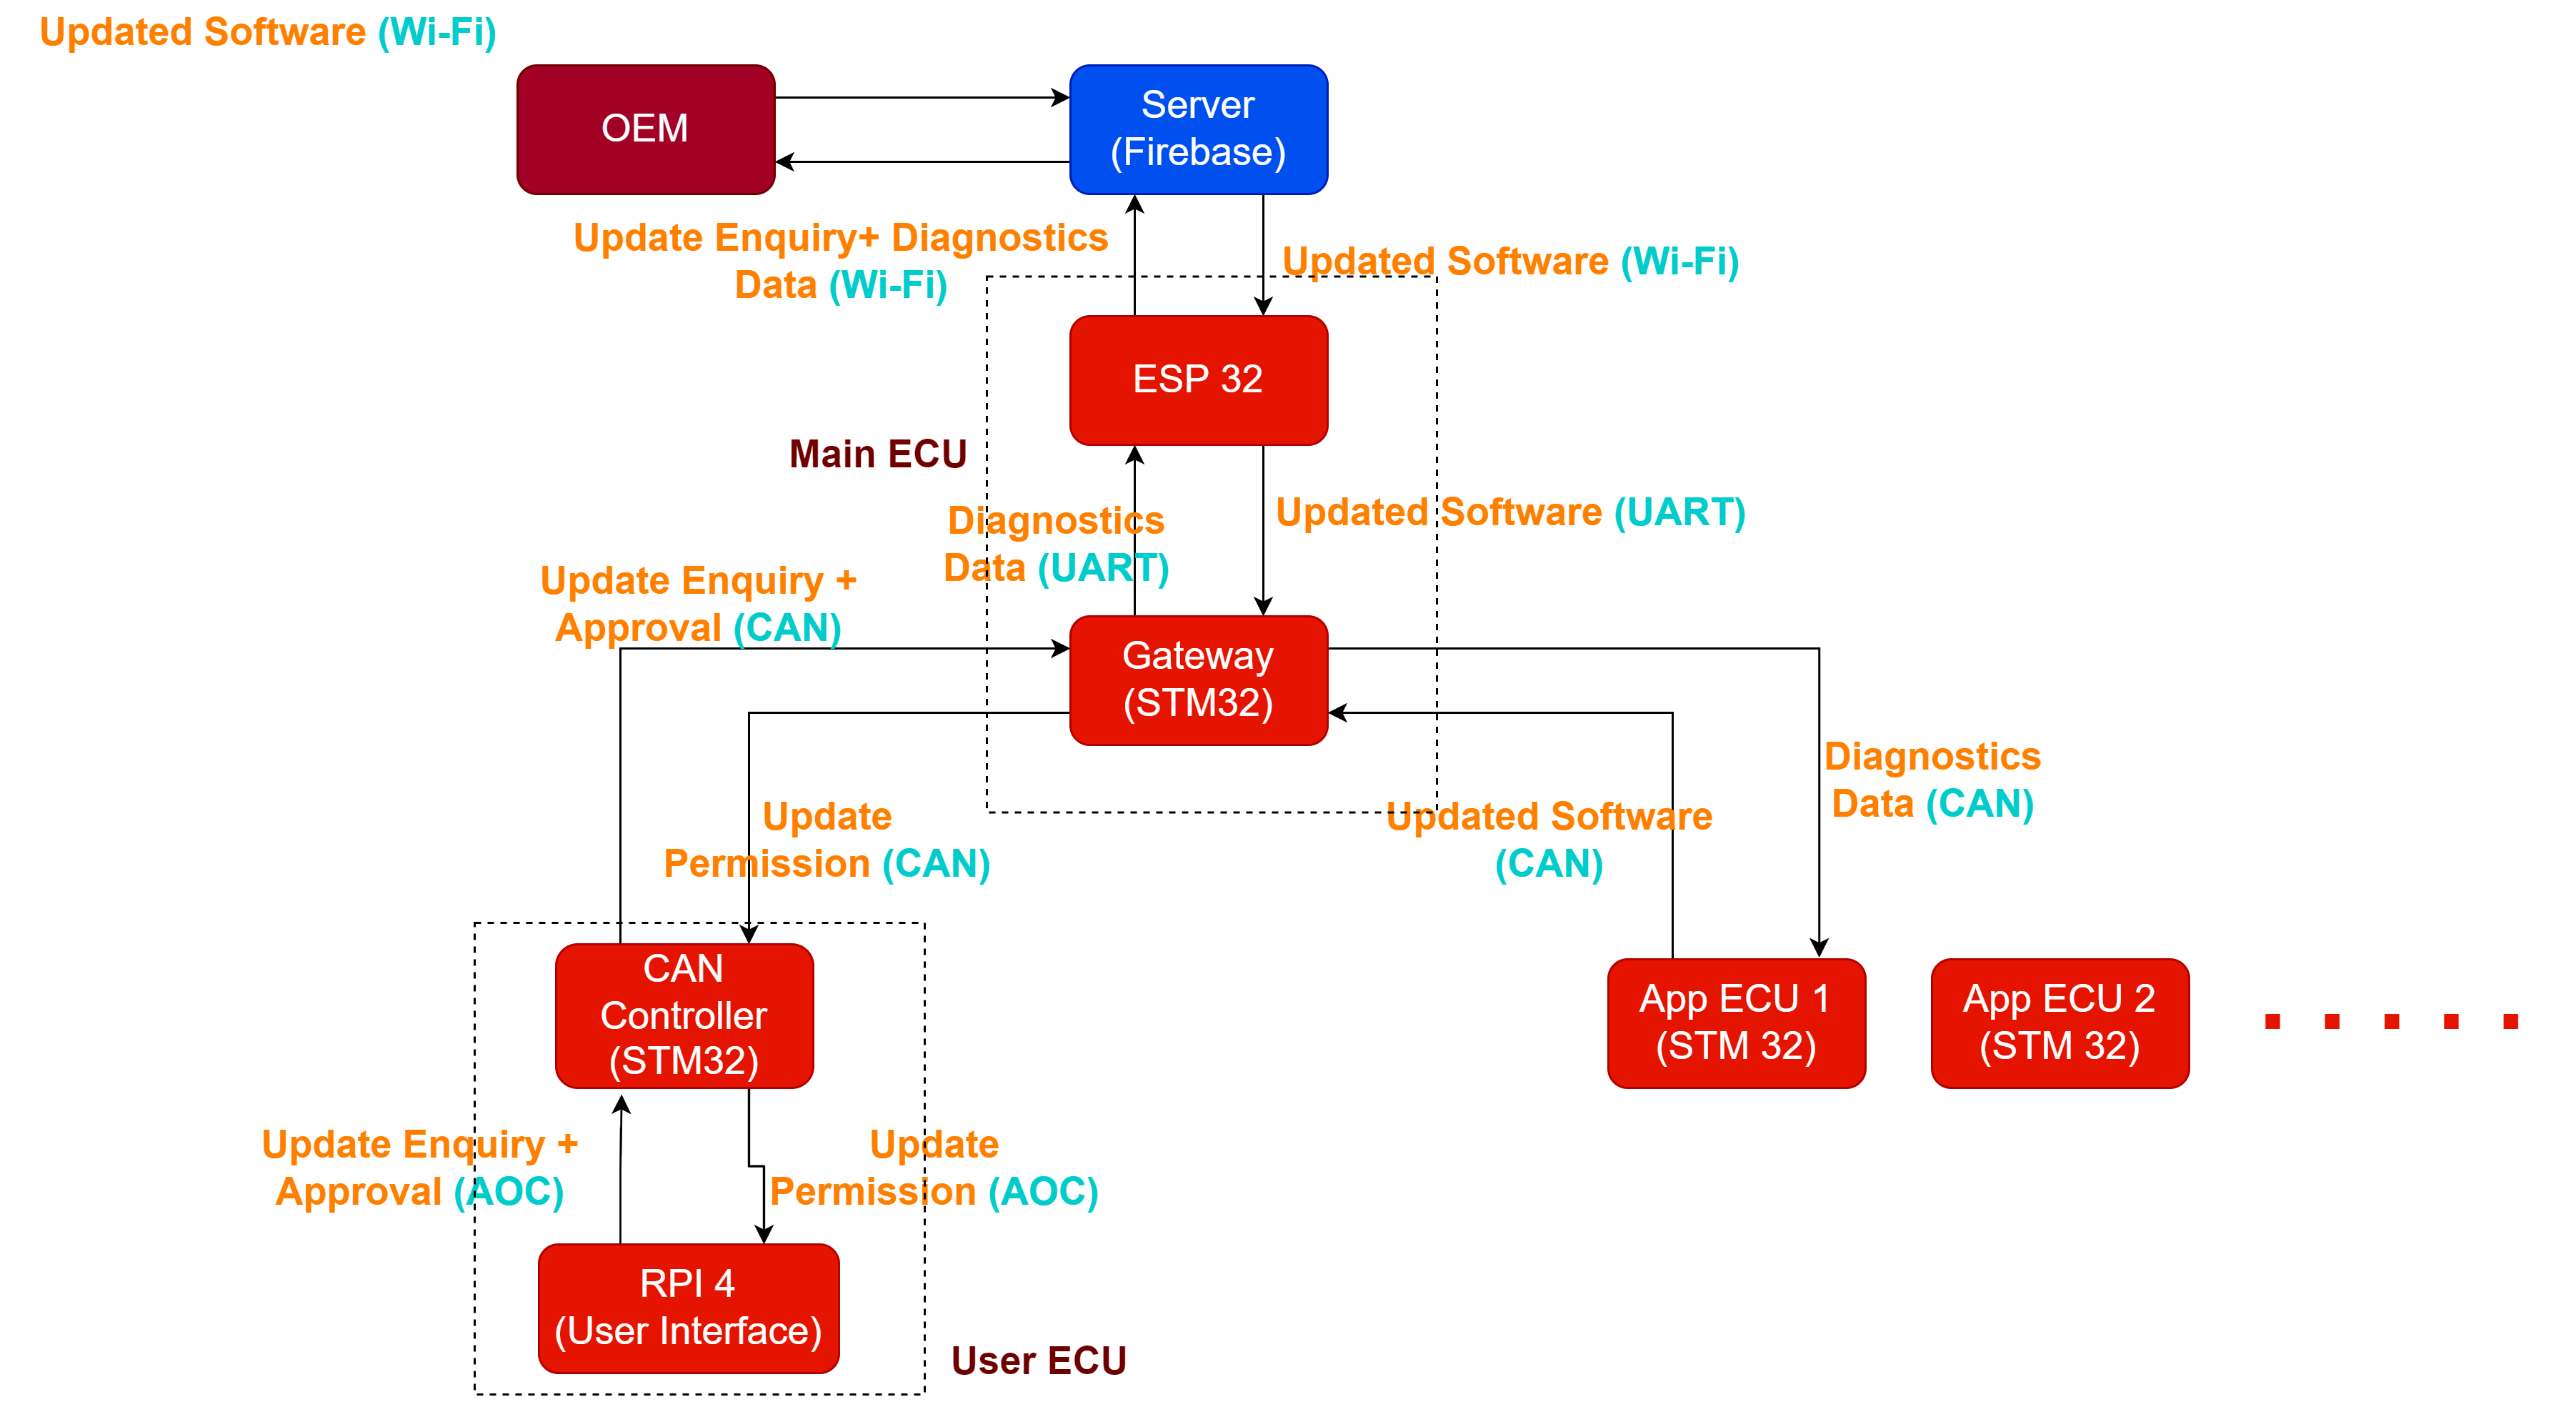 Updated Software (Wi-Fi)
OEM
Server
(Firebase)
Update Enquiry+ Diagnostics
Data (Wi-Fi)
Updated Software (Wi-Fi)
ESP 32
Main ECU
Diagnostics
Data (UART)
Updated Software (UART)
Update Enquiry +
Approval (CAN)
Gateway
(STM32)
Update
Permission (CAN)
Updated Software
(CAN)
Diagnostics
Data (CAN)
CAN
Controller
(STM32)
App ECU 1
(STM 32)
App ECU 2
(STM 32)
Update Enquiry +
Approval (AOC)
Update
Permission (AOC)
RPI 4
(User Interface)
User ECU